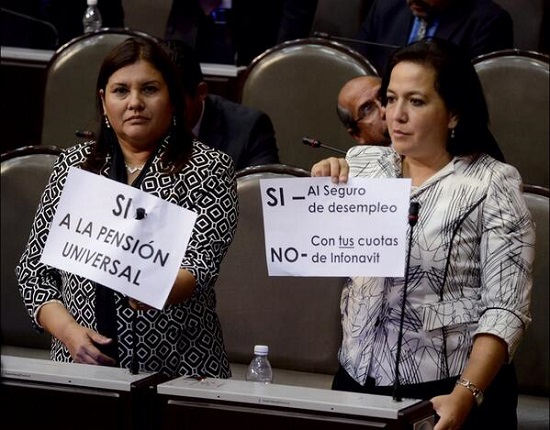 SI
A LA PENSIÓN
UNIVERSAL
SI – Al Seguro
de desempleo
NO- Con tus cuotas
de Infonavit